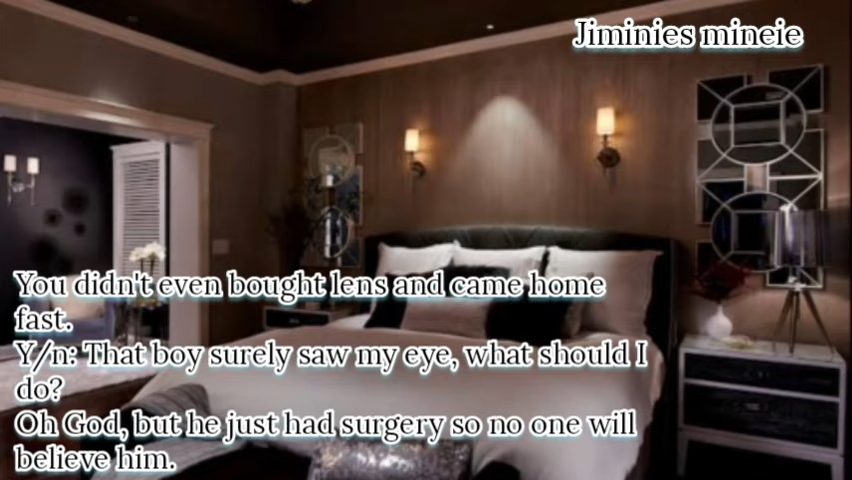 Jiminies mineie
You didn't even bought lens and came home
fast.
Y/n: That boy surely saw my eye, what should I
do?
Oh God, but he just had surgery so no one will
believe him.